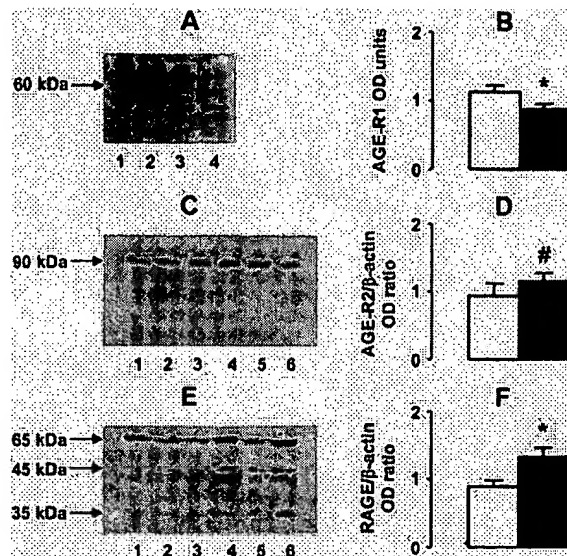 A
60 kDa
1 2 3 4
B
AGE-R1 OD units
2
1
0
*
C
90 kDa
1 2 3 4 5 6
D
AGE-R2/β-actin
OD ratio
2
1
0
#
E
65 kDa
45 kDa
35 kDa
1 2 3 4 5 6
F
RAGE/β-actin
OD ratio
2
1
0
*